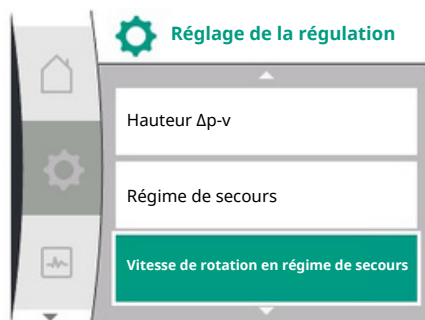 Réglage de la régulation
Hauteur Δp-v
Régime de secours
Vitesse de rotation en régime de secours